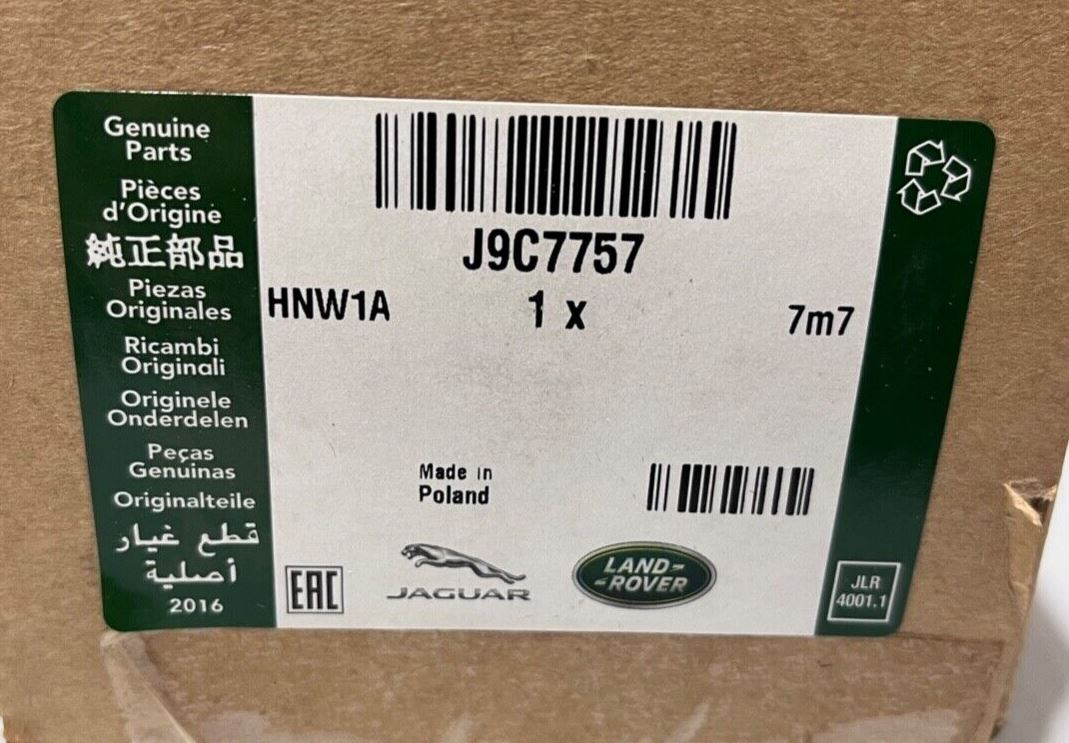 Genuine
Parts
Pièces
d'Origine
純正部品
Piezas
Originales
Ricambi
Originali
Originele
Onderdelen
Peças
Genuinas
Originalteile
قطع غيار
أصلية
2016
J9C7757
HNW1A 1 x 7m7
Made in
Poland
EAC
JAGUAR
LAND-
-ROVER
JLR
4001.1